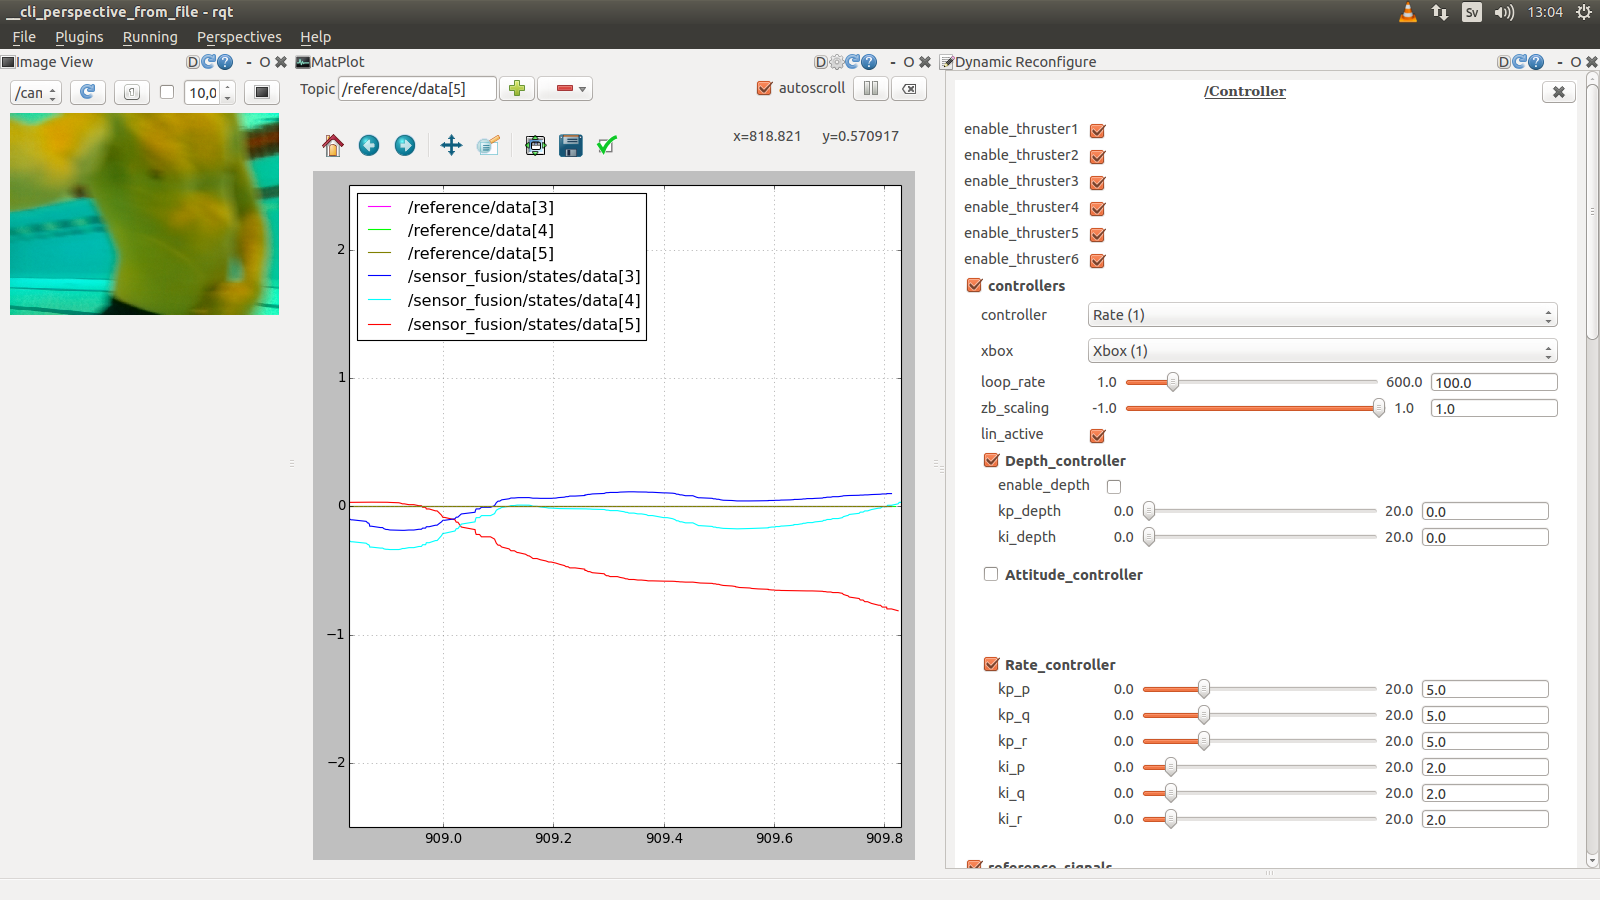 __cli_perspective_from_file - rqt
Sv
13:04
File Plugins Running Perspectives Help
Image View
D
- O
MatPlot
D
- O
Dynamic Reconfigure
D
- O
/can
10,0
Topic /reference/data[5]
autoscroll
x=818.821 y=0.570917
/reference/data[3]
/reference/data[4]
/reference/data[5]
/sensor_fusion/states/data[3]
/sensor_fusion/states/data[4]
/sensor_fusion/states/data[5]
2
1
0
−1
−2
909.0 909.2 909.4 909.6 909.8
/Controller
enable_thruster1
enable_thruster2
enable_thruster3
enable_thruster4
enable_thruster5
enable_thruster6
controllers
controller Rate (1)
xbox Xbox (1)
loop_rate 1.0 600.0 100.0
zb_scaling -1.0 1.0 1.0
lin_active
Depth_controller
enable_depth
kp_depth 0.0 20.0 0.0
ki_depth 0.0 20.0 0.0
Attitude_controller
Rate_controller
kp_p 0.0 20.0 5.0
kp_q 0.0 20.0 5.0
kp_r 0.0 20.0 5.0
ki_p 0.0 20.0 2.0
ki_q 0.0 20.0 2.0
ki_r 0.0 20.0 2.0
reference_signals